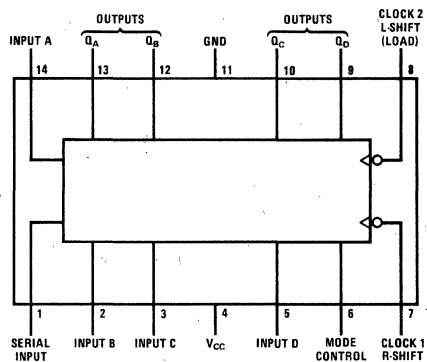 OUTPUTS OUTPUTS CLOCK 2
L-SHIFT
INPUT A QA QB GND QC QD (LOAD)
14 13 12 11 10 9 8
1 2 3 4 5 6 7
SERIAL INPUT B INPUT C VCC INPUT D MODE CLOCK 1
INPUT CONTROL R-SHIFT